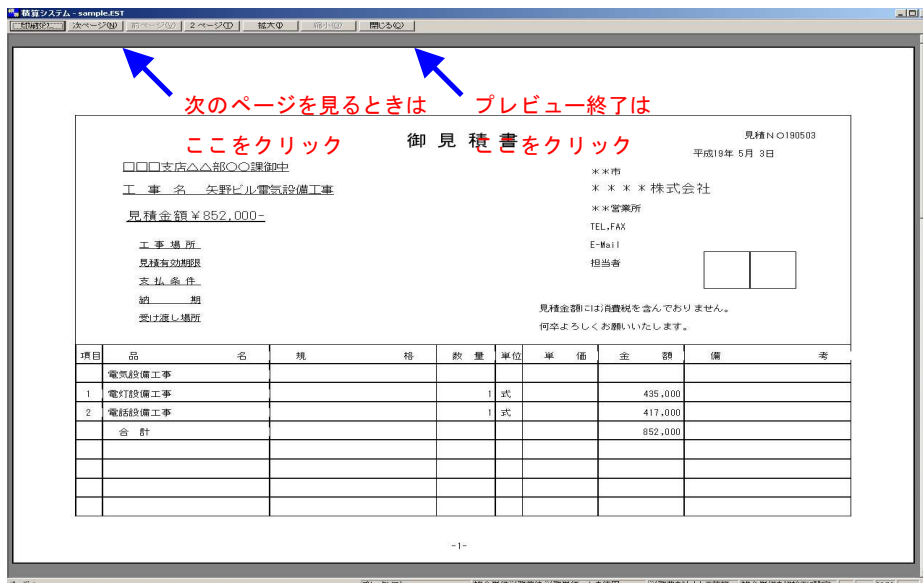 積算システム - sample.EST
印刷(P)... 次ページ(N) 前ページ(V) 2 ページ(T) 拡大(I) 縮小(O) 閉じる(C)
次のページを見るときは
ここをクリック
プレビュー終了は
ここをクリック
御 見 積 書
見積ＮＯ190503
平成19年 5月 3日
□□□支店△△部〇〇課御中
工 事 名 矢野ビル電気設備工事
見積金額￥852,000-
＊＊市
＊ ＊ ＊ ＊ 株式会社
＊＊営業所
TEL,FAX
E-Mail
担当者
工 事 場 所
見積有効期限
支 払 条 件
納 期
受け渡し場所
見積金額には消費税を含んでおりません。
何卒よろしくお願いいたします。
項目 品 名 規 格 数 量 単位 単 価 金 額 備 考
電気設備工事
1 電灯設備工事 1 式 435,000
2 電話設備工事 1 式 417,000
合 計 852,000
-1-